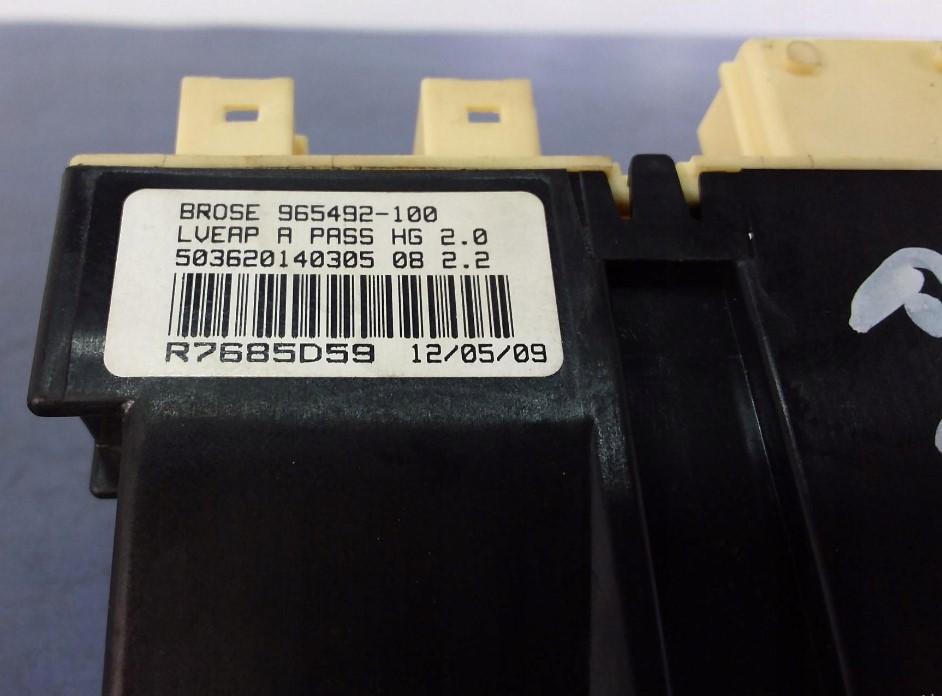 BROSE 965492-100
LVEAP A PASS HG 2.0
503620140305 08 2.2
R7685D59 12/05/09